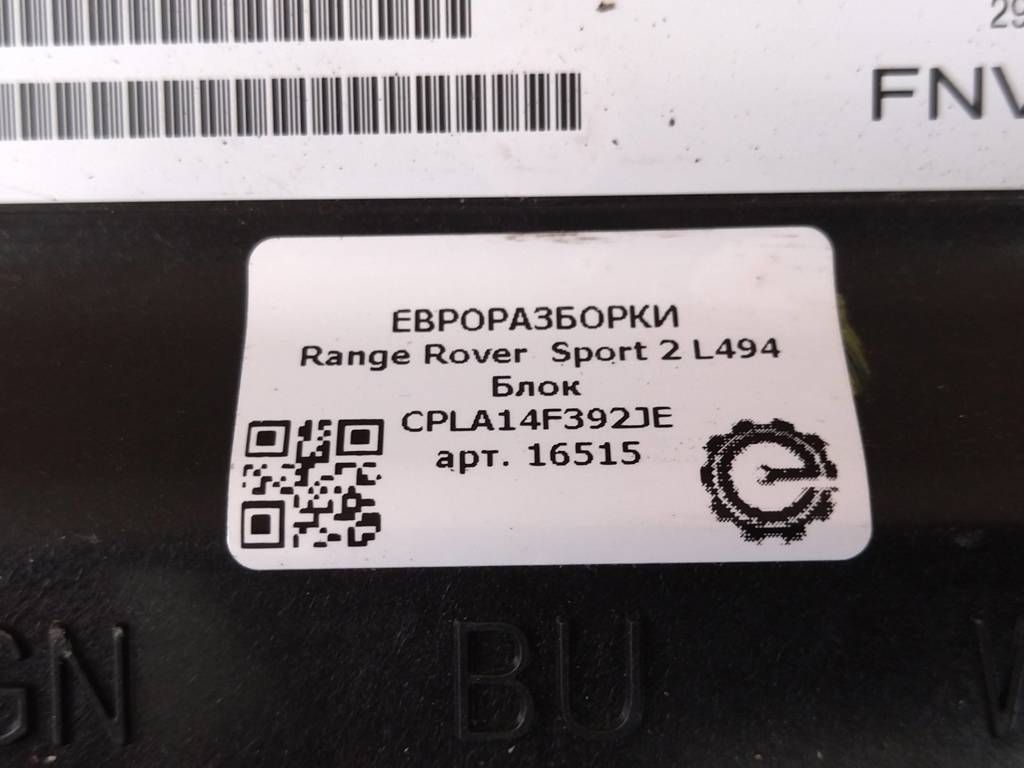 29
FNV
ЕВРОРАЗБОРКИ
Range Rover Sport 2 L494
Блок
CPLA14F392JE
арт. 16515
GN BU